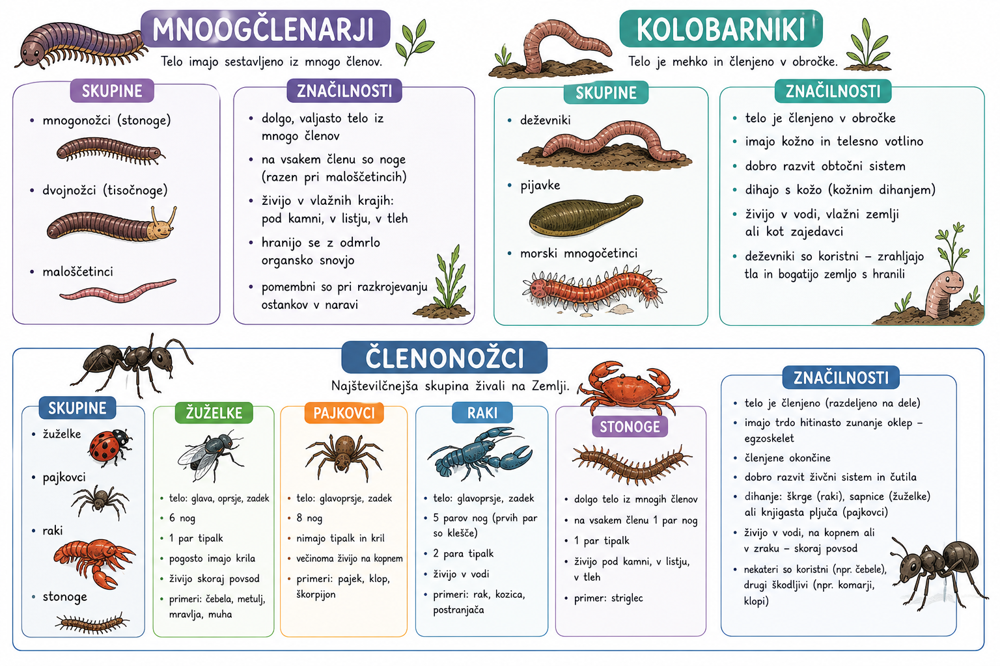 MNOOGČLENARJI
Telo imajo sestavljeno iz mnogo členov.
SKUPINE
• mnogonožci (stonoge)
• dvojnožci (tisočnoge)
• maloščetinci
ZNAČILNOSTI
• dolgo, valjasto telo iz
mnogo členov
• na vsakem členu so noge
(razen pri maloščetincih)
• živijo v vlažnih krajih:
pod kamni, v listju, v tleh
• hranijo se z odmrlo
organsko snovjo
• pomembni so pri razkrojevanju
ostankov v naravi
KOLOBARNIKI
Telo je mehko in členjeno v obročke.
SKUPINE
• deževniki
• pijavke
• morski mnogočetinci
ZNAČILNOSTI
• telo je členjeno v obročke
• imajo kožno in telesno votlino
• dobro razvit obtočni sistem
• dihajo s kožo (kožnim dihanjem)
• živijo v vodi, vlažni zemlji
ali kot zajedavci
• deževniki so koristni – zrahljajo
tla in bogatijo zemljo s hranili
ČLENONOŽCI
Najštevilčnejša skupina živali na Zemlji.
SKUPINE
• žuželke
• pajkovci
• raki
• stonoge
ŽUŽELKE
• telo: glava, oprsje, zadek
• 6 nog
• 1 par tipalk
• pogosto imajo krila
• živijo skoraj povsod
• primeri: čebela, metulj,
mravlja, muha
PAJKOVCI
• telo: glavoprsje, zadek
• 8 nog
• nimajo tipalk in kril
• večinoma živijo na kopnem
• primeri: pajek, klop,
škorpijon
RAKI
• telo: glavoprsje, zadek
• 5 parov nog (prvih par
so klešče)
• 2 para tipalk
• živijo v vodi
• primeri: rak, kozica,
postranjača
STONOGE
• dolgo telo iz mnogih členov
• na vsakem členu 1 par nog
• 1 par tipalk
• živijo pod kamni, v listju,
v tleh
• primer: striglec
ZNAČILNOSTI
• telo je členjeno (razdeljeno na dele)
• imajo trdo hitinasto zunanje oklep –
egzoskelet
• členjene okončine
• dobro razvit živčni sistem in čutila
• dihanje: škrge (raki), sapnice (žuželke)
ali knjigasta pljuča (pajkovci)
• živijo v vodi, na kopnem ali
v zraku – skoraj povsod
• nekateri so koristni (npr. čebele),
drugi škodljivi (npr. komarji,
klopi)